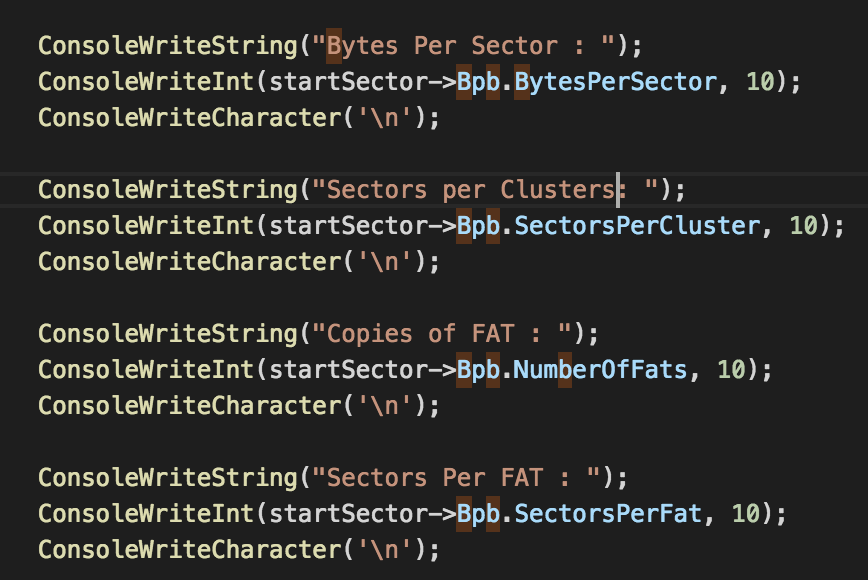 ConsoleWriteString("Bytes Per Sector : ");
ConsoleWriteInt(startSector->Bpb.BytesPerSector, 10);
ConsoleWriteCharacter('\n');
ConsoleWriteString("Sectors per Clusters: ");
ConsoleWriteInt(startSector->Bpb.SectorsPerCluster, 10);
ConsoleWriteCharacter('\n');
ConsoleWriteString("Copies of FAT : ");
ConsoleWriteInt(startSector->Bpb.NumberOfFats, 10);
ConsoleWriteCharacter('\n');
ConsoleWriteString("Sectors Per FAT : ");
ConsoleWriteInt(startSector->Bpb.SectorsPerFat, 10);
ConsoleWriteCharacter('\n');